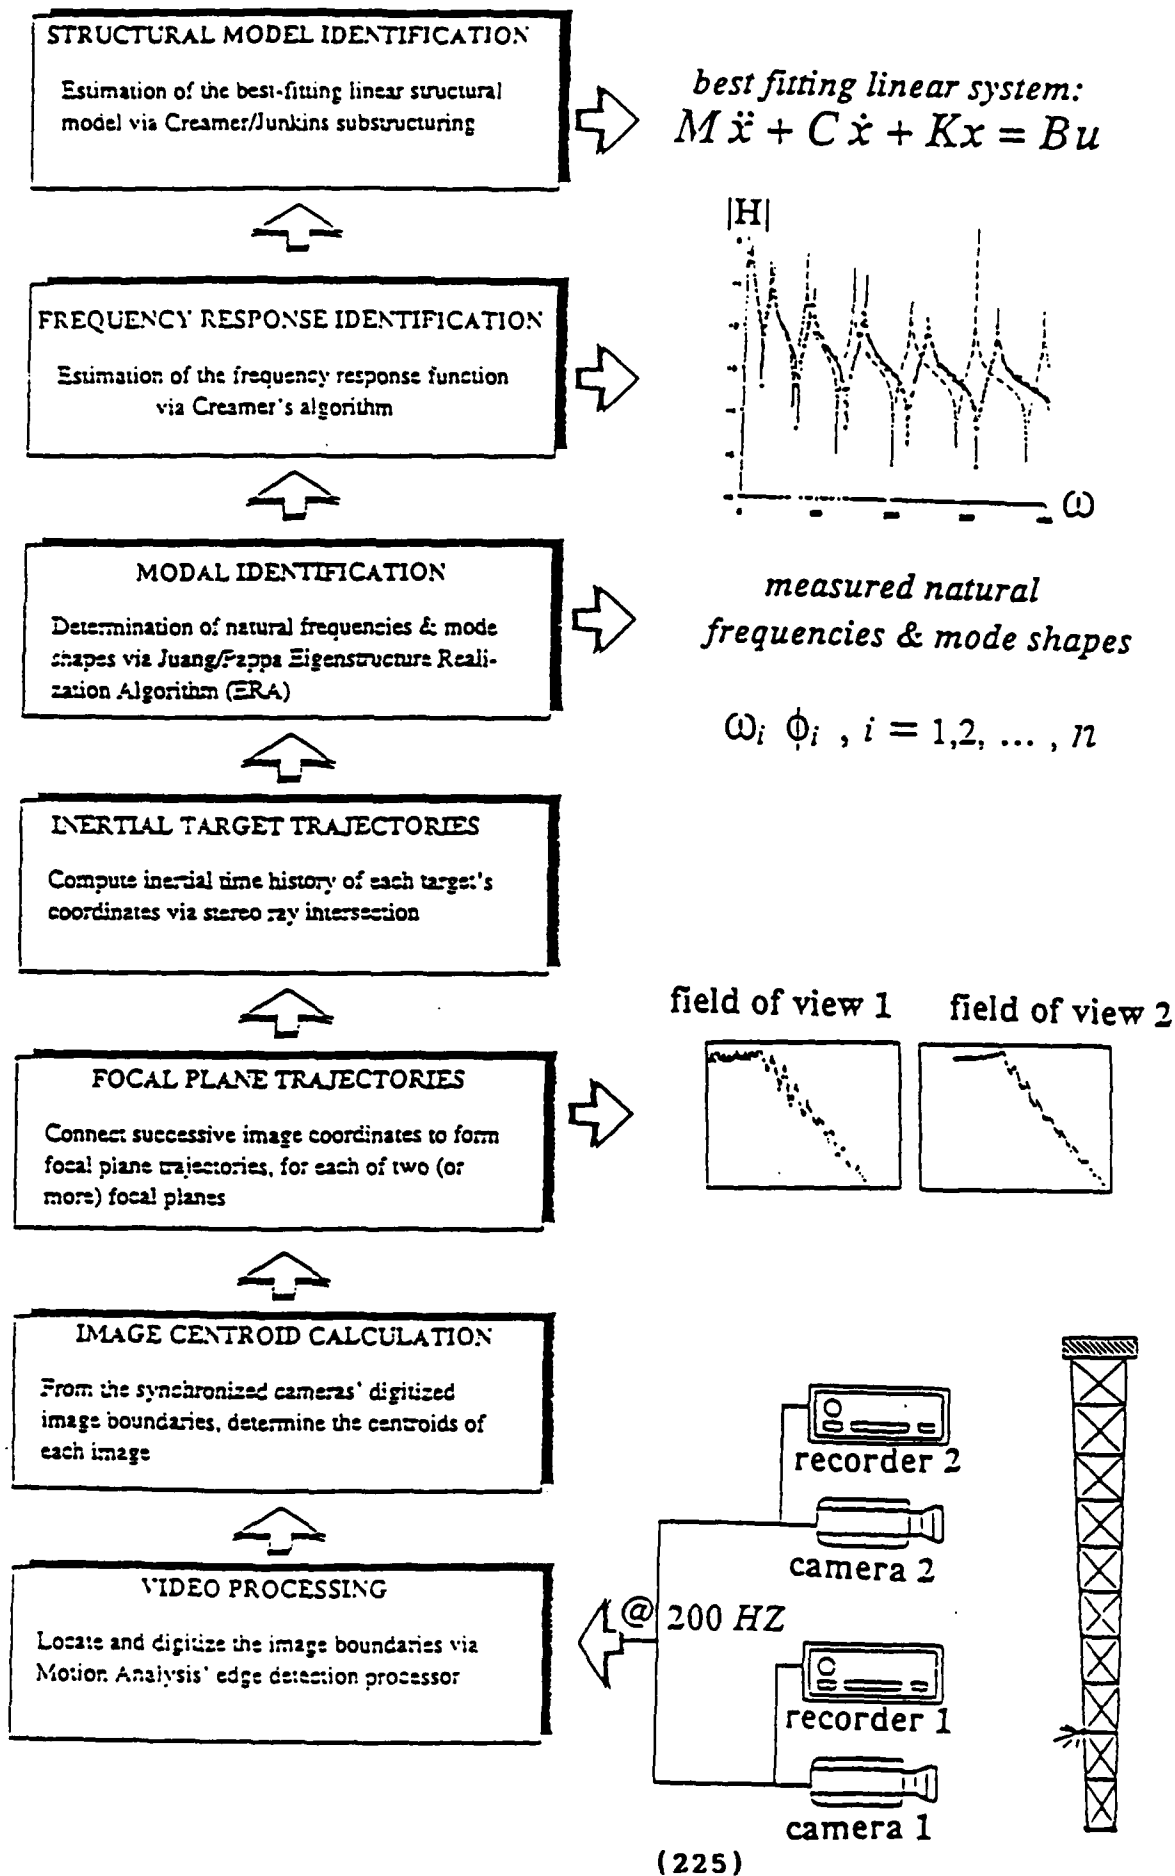 STRUCTURAL MODEL IDENTIFICATION
Estimation of the best-fitting linear structural
model via Creamer/Junkins substructuring
best fitting linear system:
Mẍ + Cẋ + Kx = Bu
|H|
FREQUENCY RESPONSE IDENTIFICATION
Estimation of the frequency response function
via Creamer's algorithm
ω
MODAL IDENTIFICATION
Determination of natural frequencies & mode
shapes via Juang/Pappa Eigenstructure Reali-
zation Algorithm (ERA)
measured natural
frequencies & mode shapes
ωi ϕi , i = 1,2, ... , n
INERTIAL TARGET TRAJECTORIES
Compute inertial time history of each target's
coordinates via stereo ray intersection
field of view 1
field of view 2
FOCAL PLANE TRAJECTORIES
Connect successive image coordinates to form
focal plane trajectories, for each of two (or
more) focal planes
IMAGE CENTROID CALCULATION
From the synchronized cameras' digitized
image boundaries, determine the centroids of
each image
recorder 2
camera 2
VIDEO PROCESSING
Locate and digitize the image boundaries via
Motion Analysis' edge detection processor
@ 200 HZ
recorder 1
camera 1
(225)